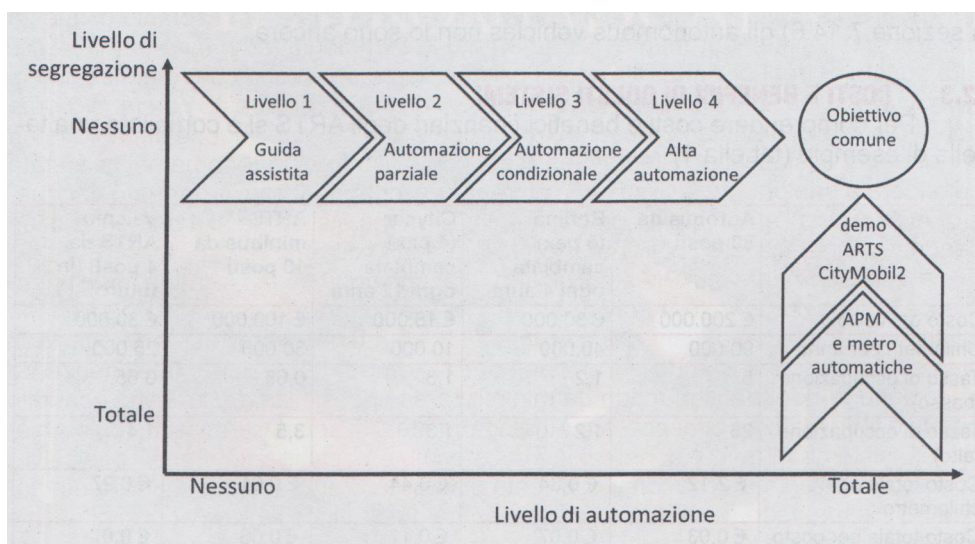 Livello di
segregazione
Nessuno
Totale
Livello 1
Guida
assistita
Livello 2
Automazione
parziale
Livello 3
Automazione
condizionale
Livello 4
Alta
automazione
Obiettivo
comune
demo
ARTS
CityMobil2
APM
e metro
automatiche
Nessuno
Totale
Livello di automazione